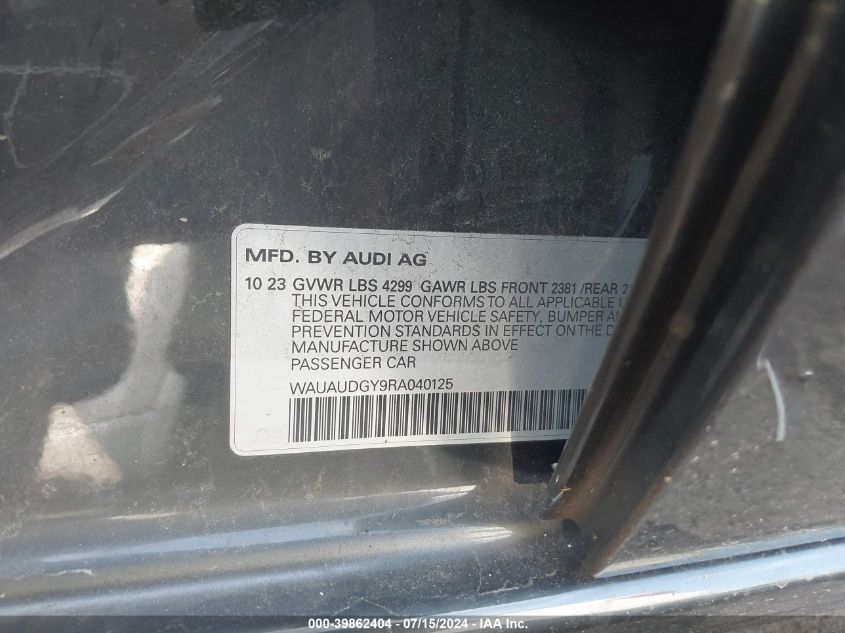 MFD. BY AUDI AG
10 23 GVWR LBS 4299 GAWR LBS FRONT 2381 /REAR
THIS VEHICLE CONFORMS TO ALL APPLICABLE
FEDERAL MOTOR VEHICLE SAFETY, BUMPER
PREVENTION STANDARDS IN EFFECT ON THE
MANUFACTURE SHOWN ABOVE
PASSENGER CAR
WAUAUDGY9RA040125
000-39862404 - 07/15/2024 - IAA Inc.